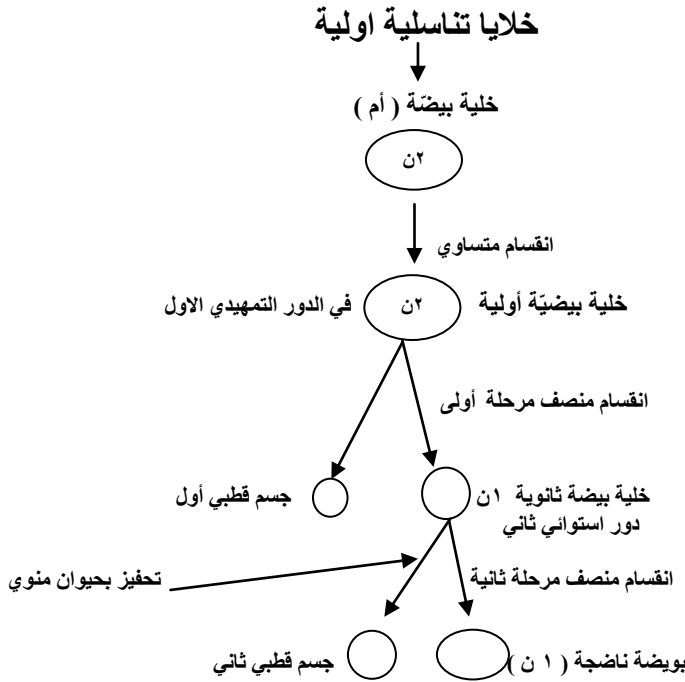 خلايا تناسلية اولية
خلية بيضّة ( أم )
٢ن
انقسام متساوي
خلية بيضيّة أولية
٢ن
في الدور التمهيدي الاول
انقسام منصف مرحلة أولى
خلية بيضة ثانوية ١ن
دور استوائي ثاني
جسم قطبي أول
انقسام منصف مرحلة ثانية
تحفيز بحيوان منوي
بويضة ناضجة ( ١ ن )
جسم قطبي ثاني